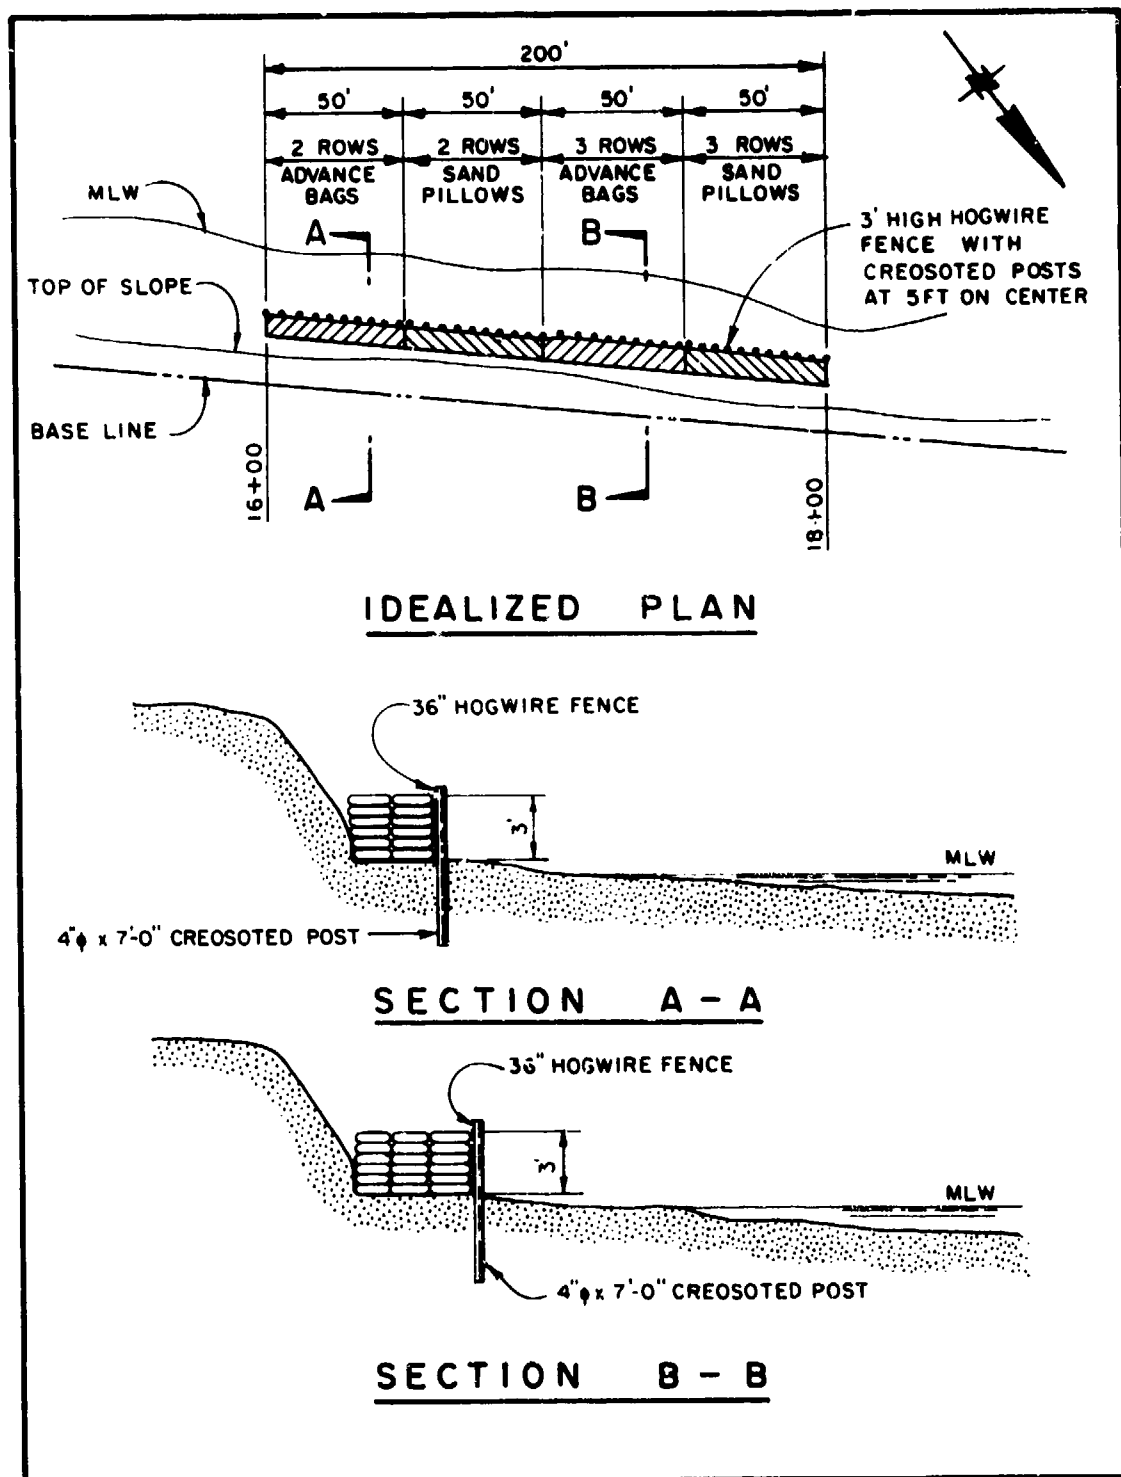 200'
50' 50' 50' 50'
2 ROWS 2 ROWS 3 ROWS 3 ROWS
ADVANCE SAND ADVANCE SAND
BAGS PILLOWS BAGS PILLOWS
MLW
A B
3' HIGH HOGWIRE
FENCE WITH
CREOSOTED POSTS
AT 5FT ON CENTER
TOP OF SLOPE
BASE LINE
16+00
A B
18+00
IDEALIZED PLAN
36" HOGWIRE FENCE
3'
MLW
4"ϕ x 7'-0" CREOSOTED POST
SECTION A-A
36" HOGWIRE FENCE
3'
MLW
4"ϕ x 7'-0" CREOSOTED POST
SECTION B-B